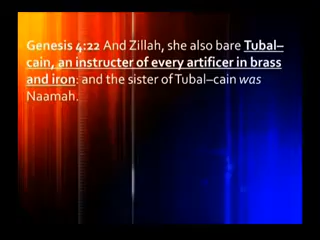 Genesis 4:22 And Zillah, she also bare Tubal–
cain, an instructer of every artificer in brass
and iron: and the sister of Tubal–cain was
Naamah.